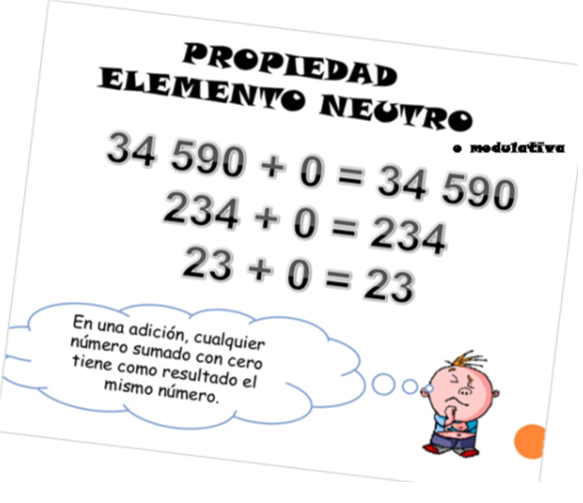 PROPIEDAD
ELEMENTO NEUTRO
o modulativa
34 590 + 0 = 34 590
234 + 0 = 234
23 + 0 = 23
En una adición, cualquier
número sumado con cero
tiene como resultado el
mismo número.